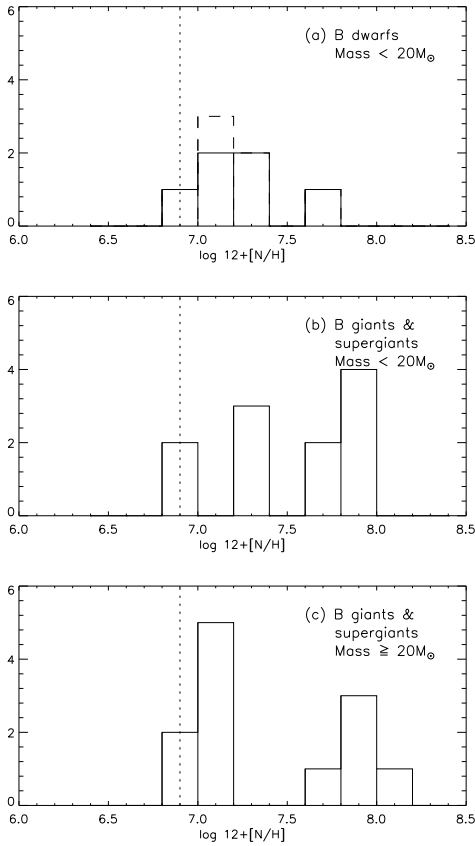 6
(a) B dwarfs
Mass < 20M☉
4
2
0
6.0 6.5 7.0 7.5 8.0 8.5
log 12+[N/H]
6
(b) B giants &
supergiants
Mass < 20M☉
4
2
0
6.0 6.5 7.0 7.5 8.0 8.5
log 12+[N/H]
6
(c) B giants &
supergiants
Mass ≧ 20M☉
4
2
0
6.0 6.5 7.0 7.5 8.0 8.5
log 12+[N/H]